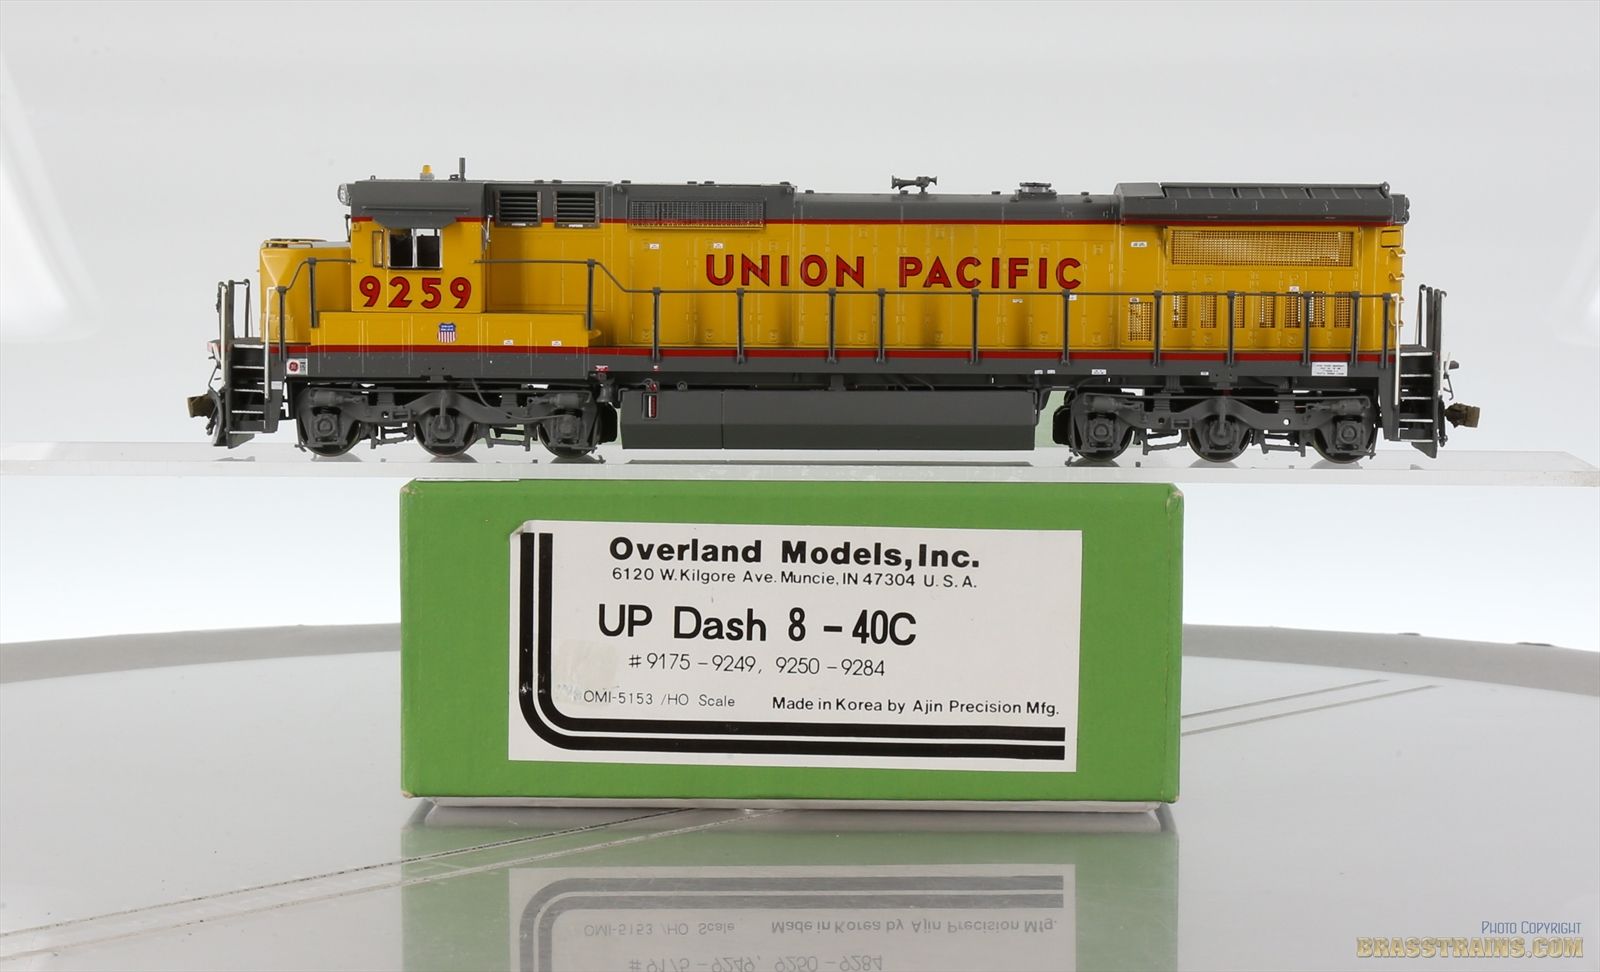 UNION PACIFIC
9259
Overland Models, Inc.
6120 W. Kilgore Ave. Muncie, IN 47304 U. S. A.
UP Dash 8 - 40C
# 9175 - 9249, 9250 - 9284
OMI-5153 /HO Scale Made in Korea by Ajin Precision Mfg.
PHOTO COPYRIGHT
BRASSTRAINS.COM